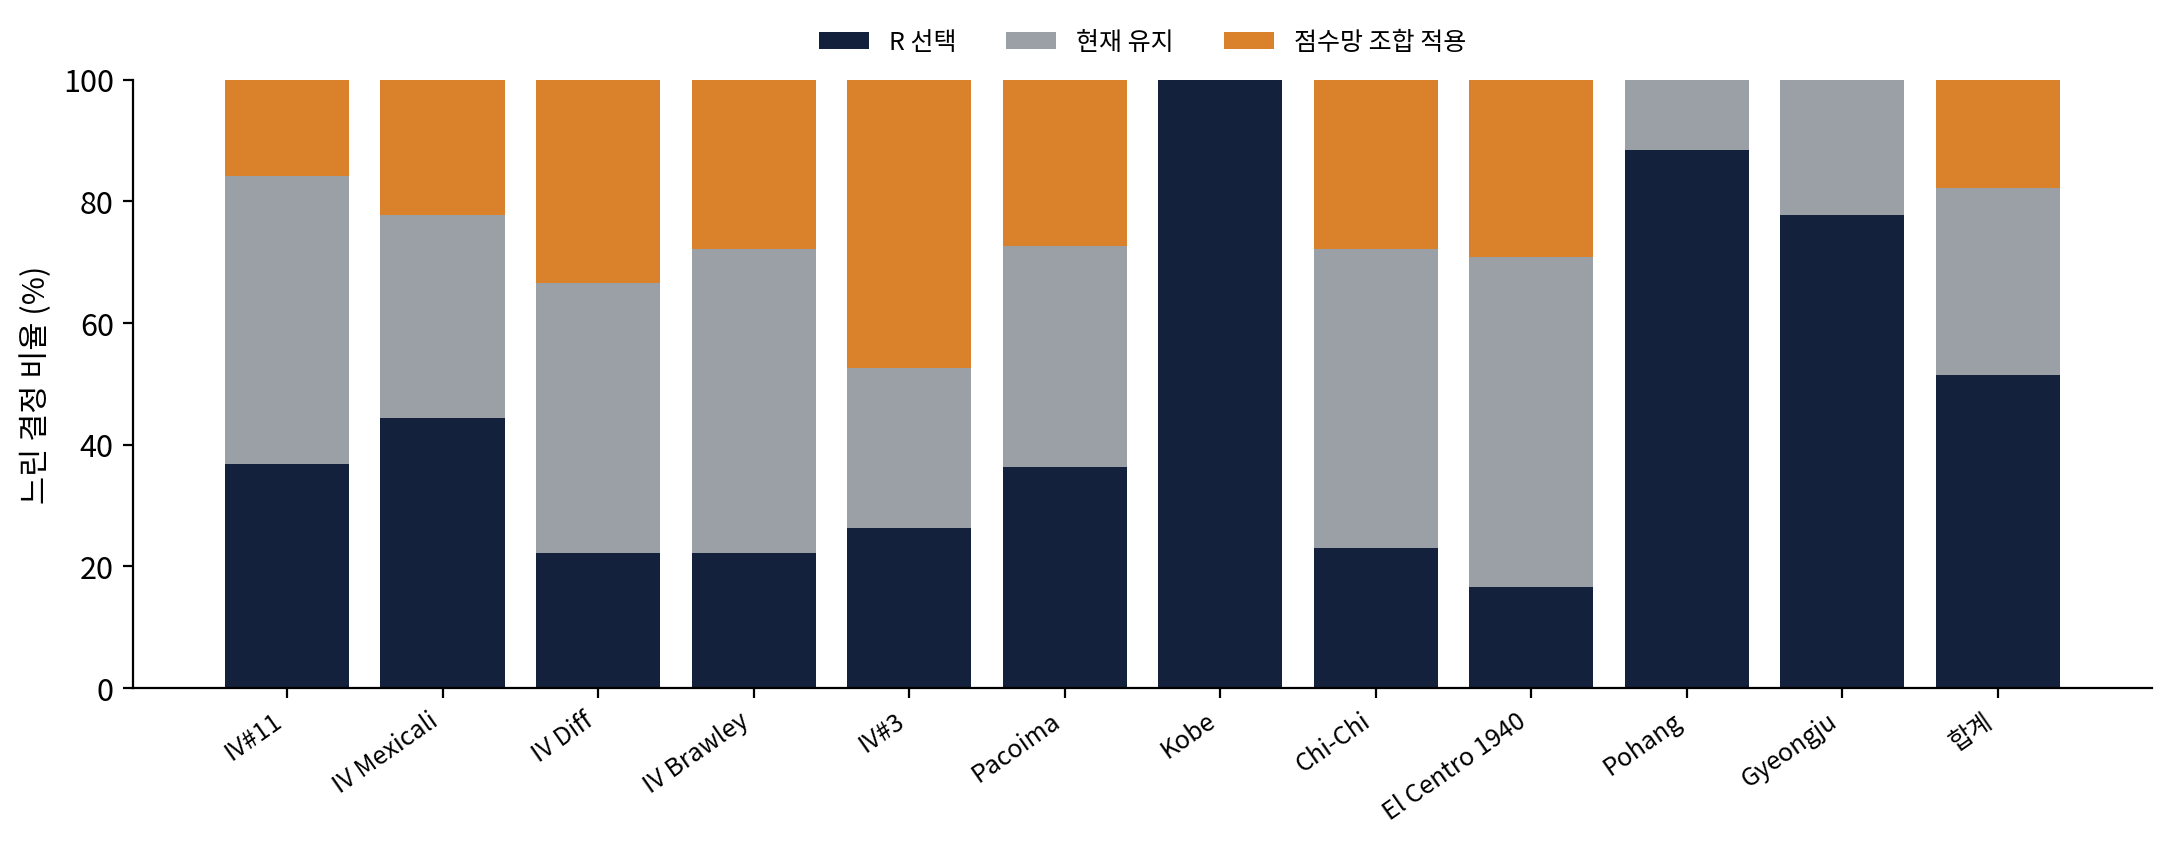 R 선택 현재 유지 점수망 조합 적용
느린 결정 비율 (%)
100
80
60
40
20
0
IV#11 IV Mexicali IV Diff IV Brawley IV#3 Pacoima Kobe Chi-Chi El Centro 1940 Pohang Gyeongju 합계